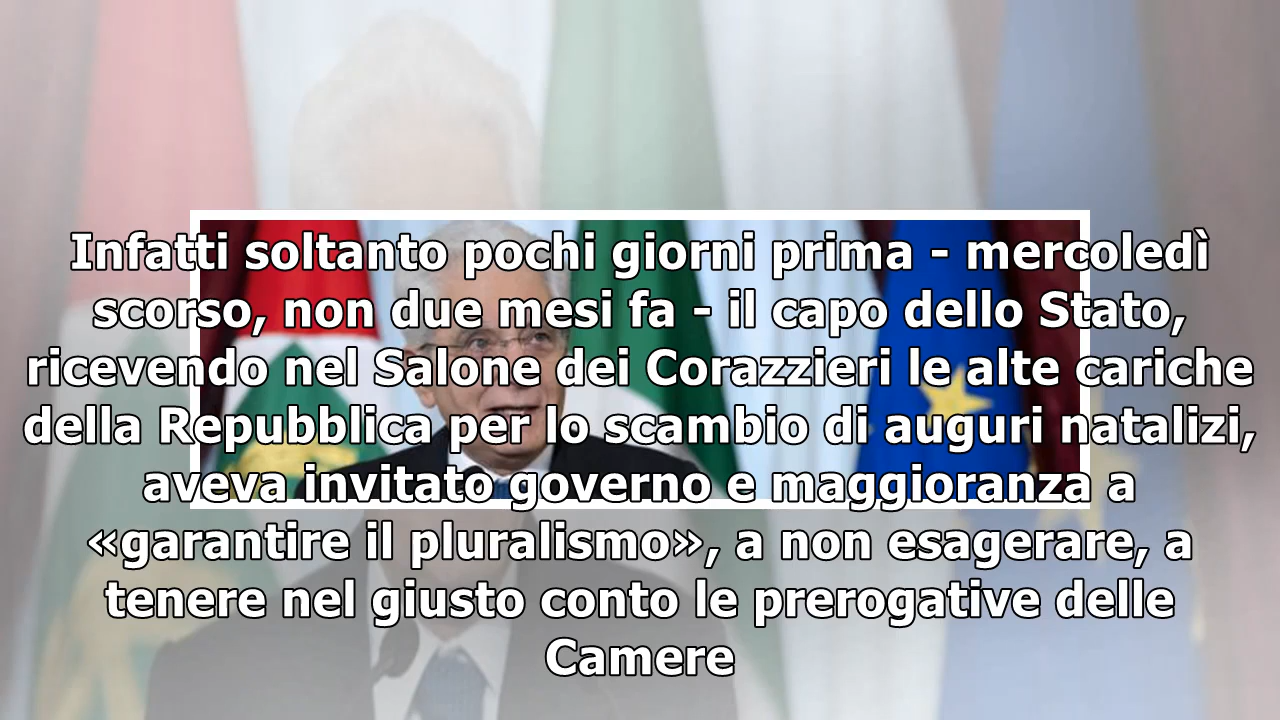 Infatti soltanto pochi giorni prima - mercoledì
scorso, non due mesi fa - il capo dello Stato,
ricevendo nel Salone dei Corazzieri le alte cariche
della Repubblica per lo scambio di auguri natalizi,
aveva invitato governo e maggioranza a
«garantire il pluralismo», a non esagerare, a
tenere nel giusto conto le prerogative delle
Camere